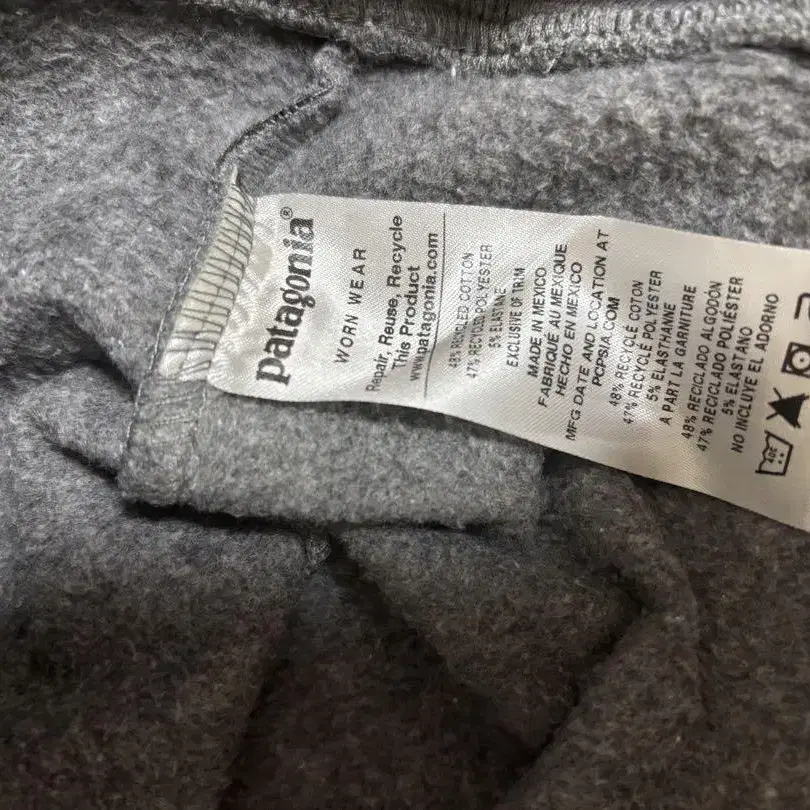 patagonia®
WORN WEAR
Repair, Reuse, Recycle
This Product
www.patagonia.com
48% RECYCLED COTTON
47% RECYCLED POLYESTER
5% ELASTANE
EXCLUSIVE OF TRIM
MADE IN MEXICO
FABRIQUÉ AU MEXIQUE
HECHO EN MEXICO
MFG DATE AND LOCATION AT
PCPSIA.COM
48% RECYCLÉ COTON
47% RECYCLÉ POLYESTER
5% ELASTHANNE
A PART LA GARNITURE
48% RECICLADO ALGODON
47% RECICLADO POLIÉSTER
5% ELASTANO
NO INCLUYE EL ADORNO